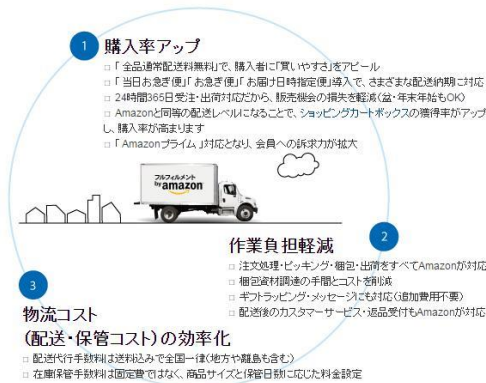 1 購入率アップ
□「全品通常配送料無料」で、購入者に「買いやすさ」をアピール
□「当日お急ぎ便」「お急ぎ便」「お届け日時指定便」導入で、さまざまな配送納期に対応
□ 24時間365日受注・出荷対応だから、販売機会の損失を軽減(盆・年末年始もOK)
□ Amazonと同等の配送レベルになることで、ショッピングカートボックスの獲得率がアップ
し、購入率が高まります
□「Amazonプライム」対応となり、会員への訴求力が拡大
フルフィルメント
by amazon
2
作業負担軽減
□ 注文処理・ピッキング・梱包・出荷をすべてAmazonが対応
□ 梱包資材調達の手間とコストを削減
□ ギフトラッピング・メッセージにも対応(追加費用不要)
□ 配送後のカスタマーサービス・返品受付もAmazonが対応
3
物流コスト
(配送・保管コスト)の効率化
□ 配送代行手数料は送料込みで全国一律(地方や離島も含む)
□ 在庫保管手数料は固定費ではなく、商品サイズと保管日数に応じた料金設定